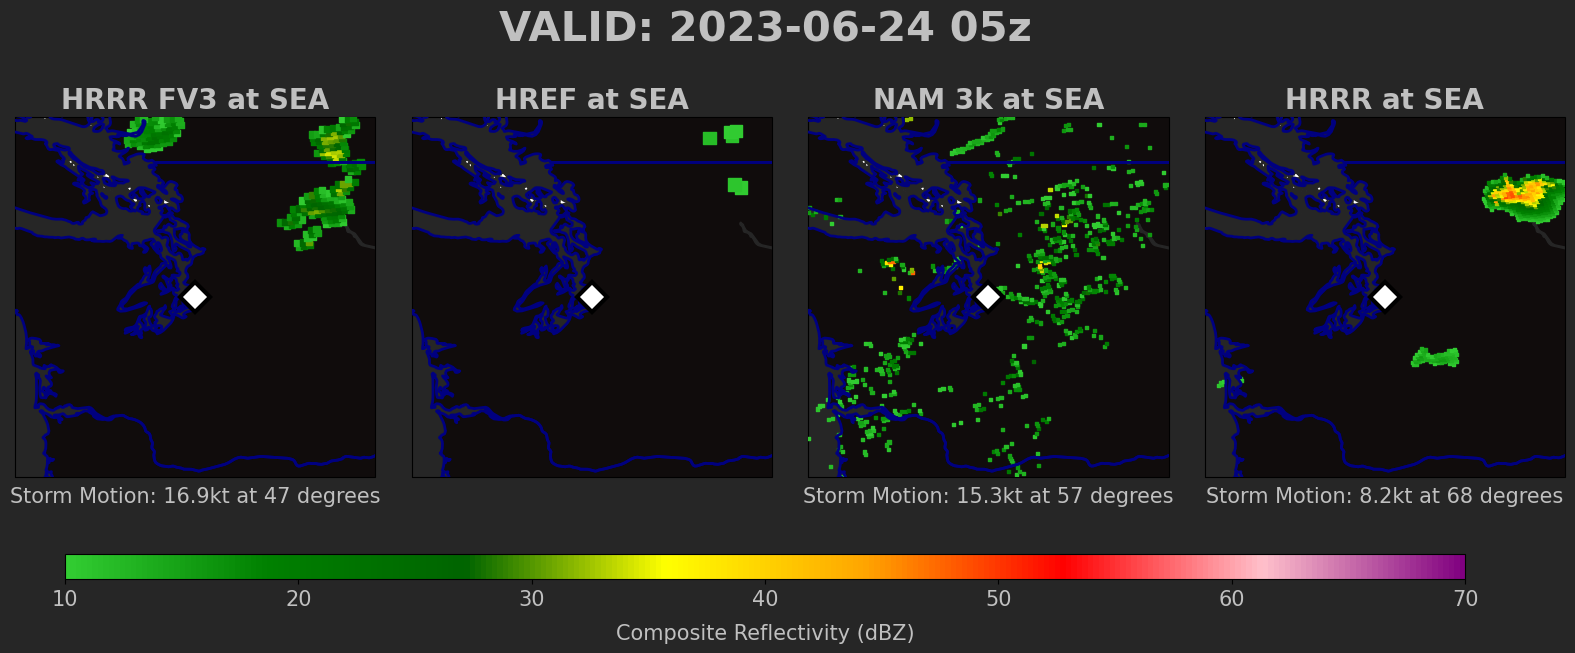 VALID: 2023-06-24 05z
HRRR FV3 at SEA
HREF at SEA
NAM 3k at SEA
HRRR at SEA
Storm Motion: 16.9kt at 47 degrees
Storm Motion: 15.3kt at 57 degrees
Storm Motion: 8.2kt at 68 degrees
10 20 30 40 50 60 70
Composite Reflectivity (dBZ)